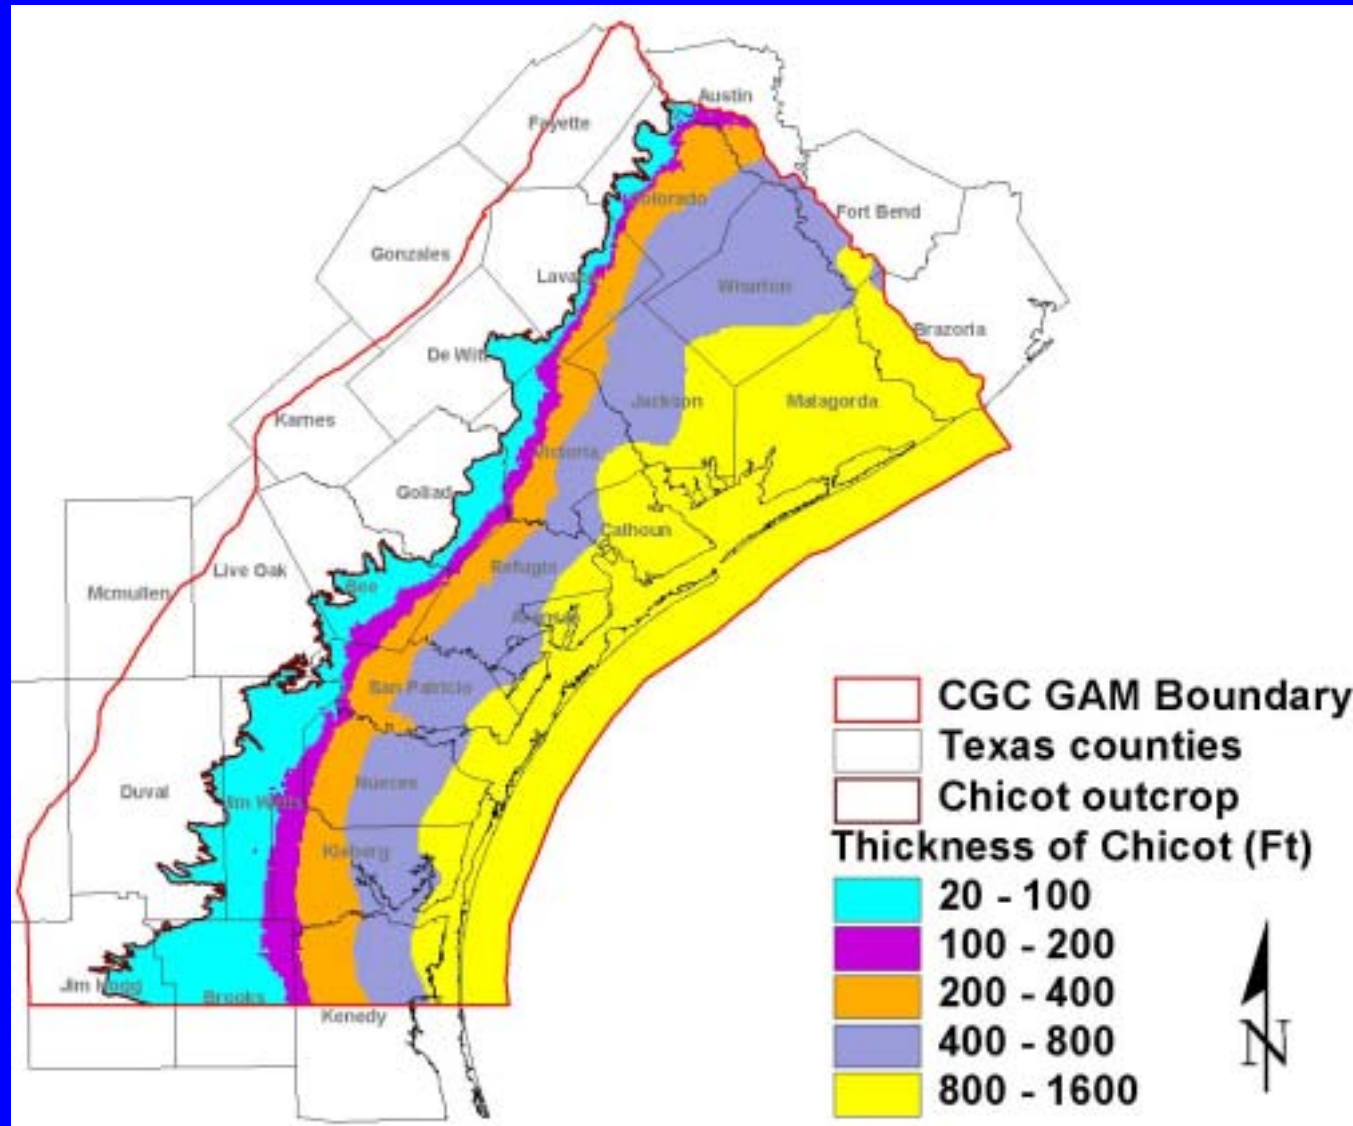 Austin
Fayette
Colorado
Fort Bend
Gonzales
Lavaca
Wharton
Brazoria
De Witt
Jackson
Matagorda
Karnes
Victoria
Goliad
Calhoun
Live Oak
Refugio
Bee
Mcmullen
Aransas
San Patricio
Nueces
Duval
Jim Wells
Kleberg
Jim Hogg
Brooks
Kenedy
CGC GAM Boundary
Texas counties
Chicot outcrop
Thickness of Chicot (Ft)
20 - 100
100 - 200
200 - 400
400 - 800
800 - 1600
N